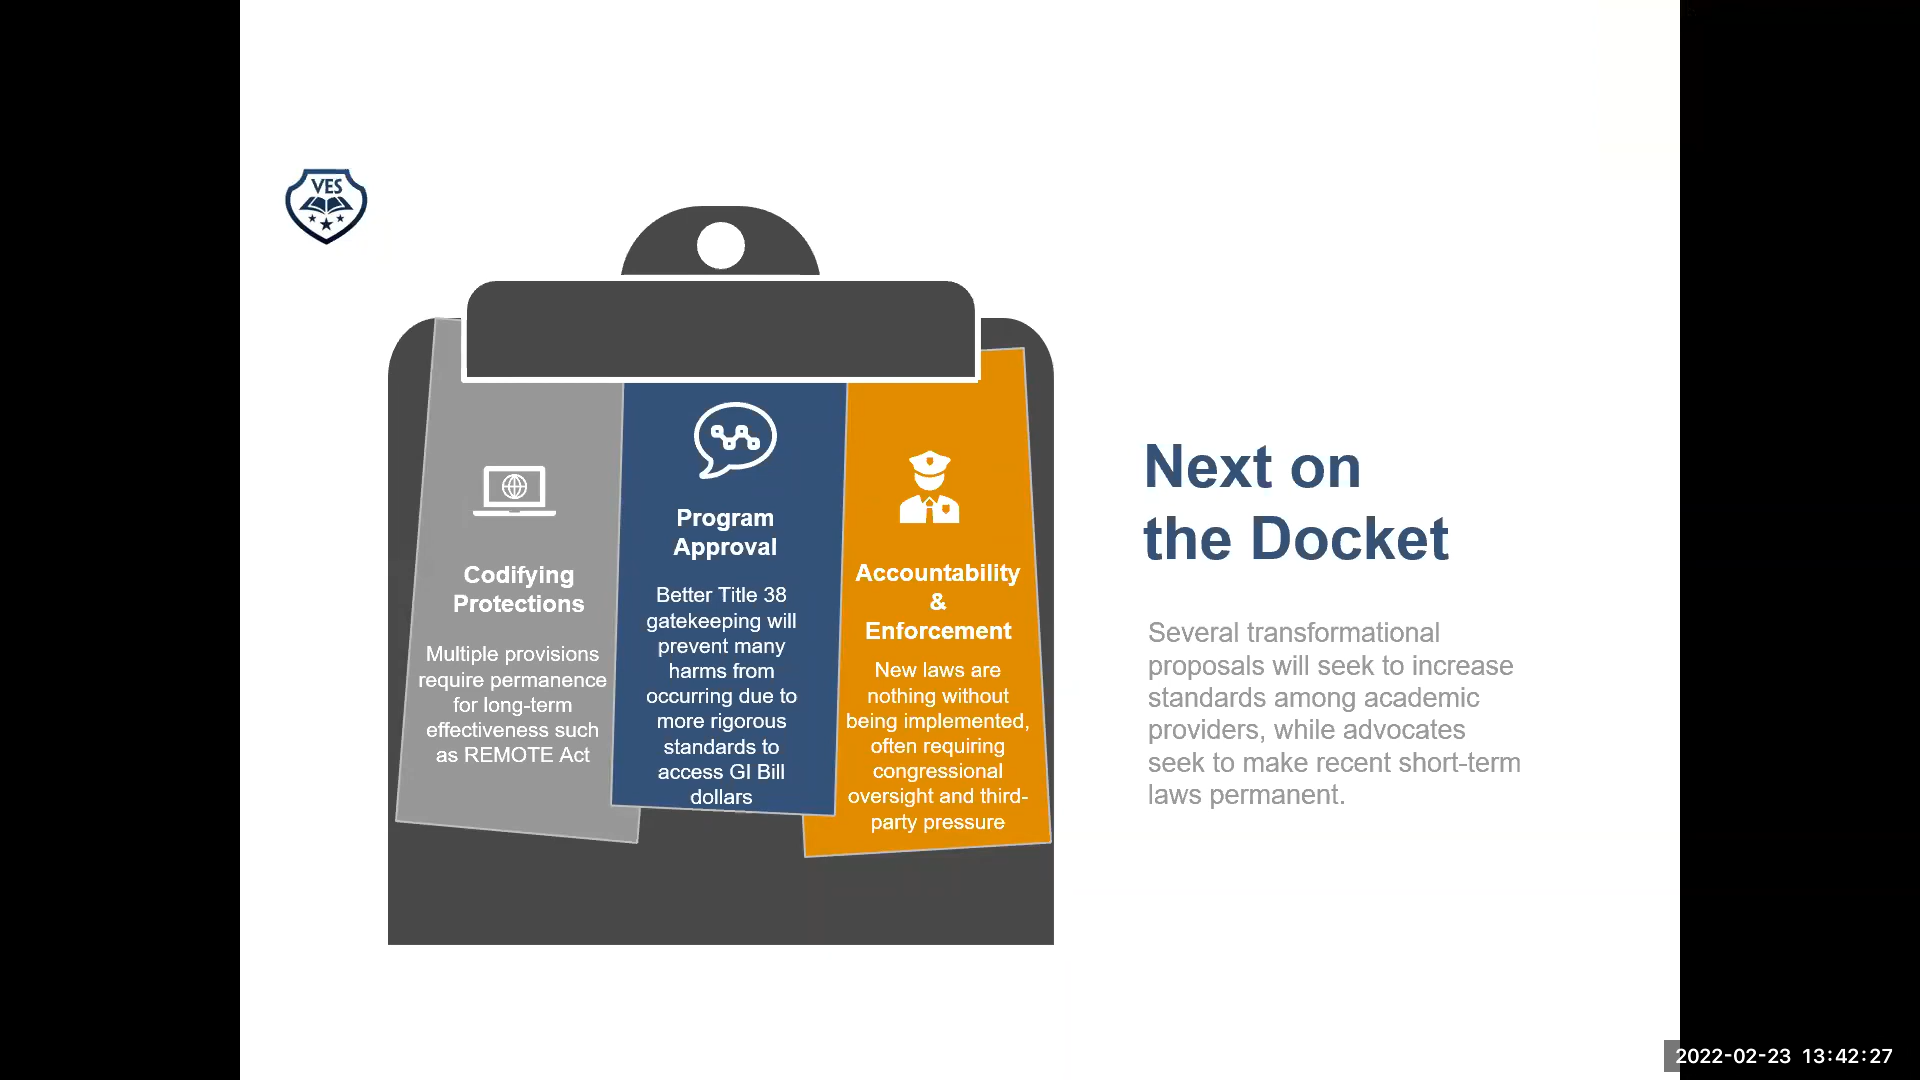 VES
Codifying
Protections
Multiple provisions
require permanence
for long-term
effectiveness such
as REMOTE Act
Program
Approval
Better Title 38
gatekeeping will
prevent many
harms from
occurring due to
more rigorous
standards to
access GI Bill
dollars
Accountability
&
Enforcement
New laws are
nothing without
being implemented,
often requiring
congressional
oversight and third-
party pressure
Next on
the Docket
Several transformational
proposals will seek to increase
standards among academic
providers, while advocates
seek to make recent short-term
laws permanent.
2022-02-23 13:42:27